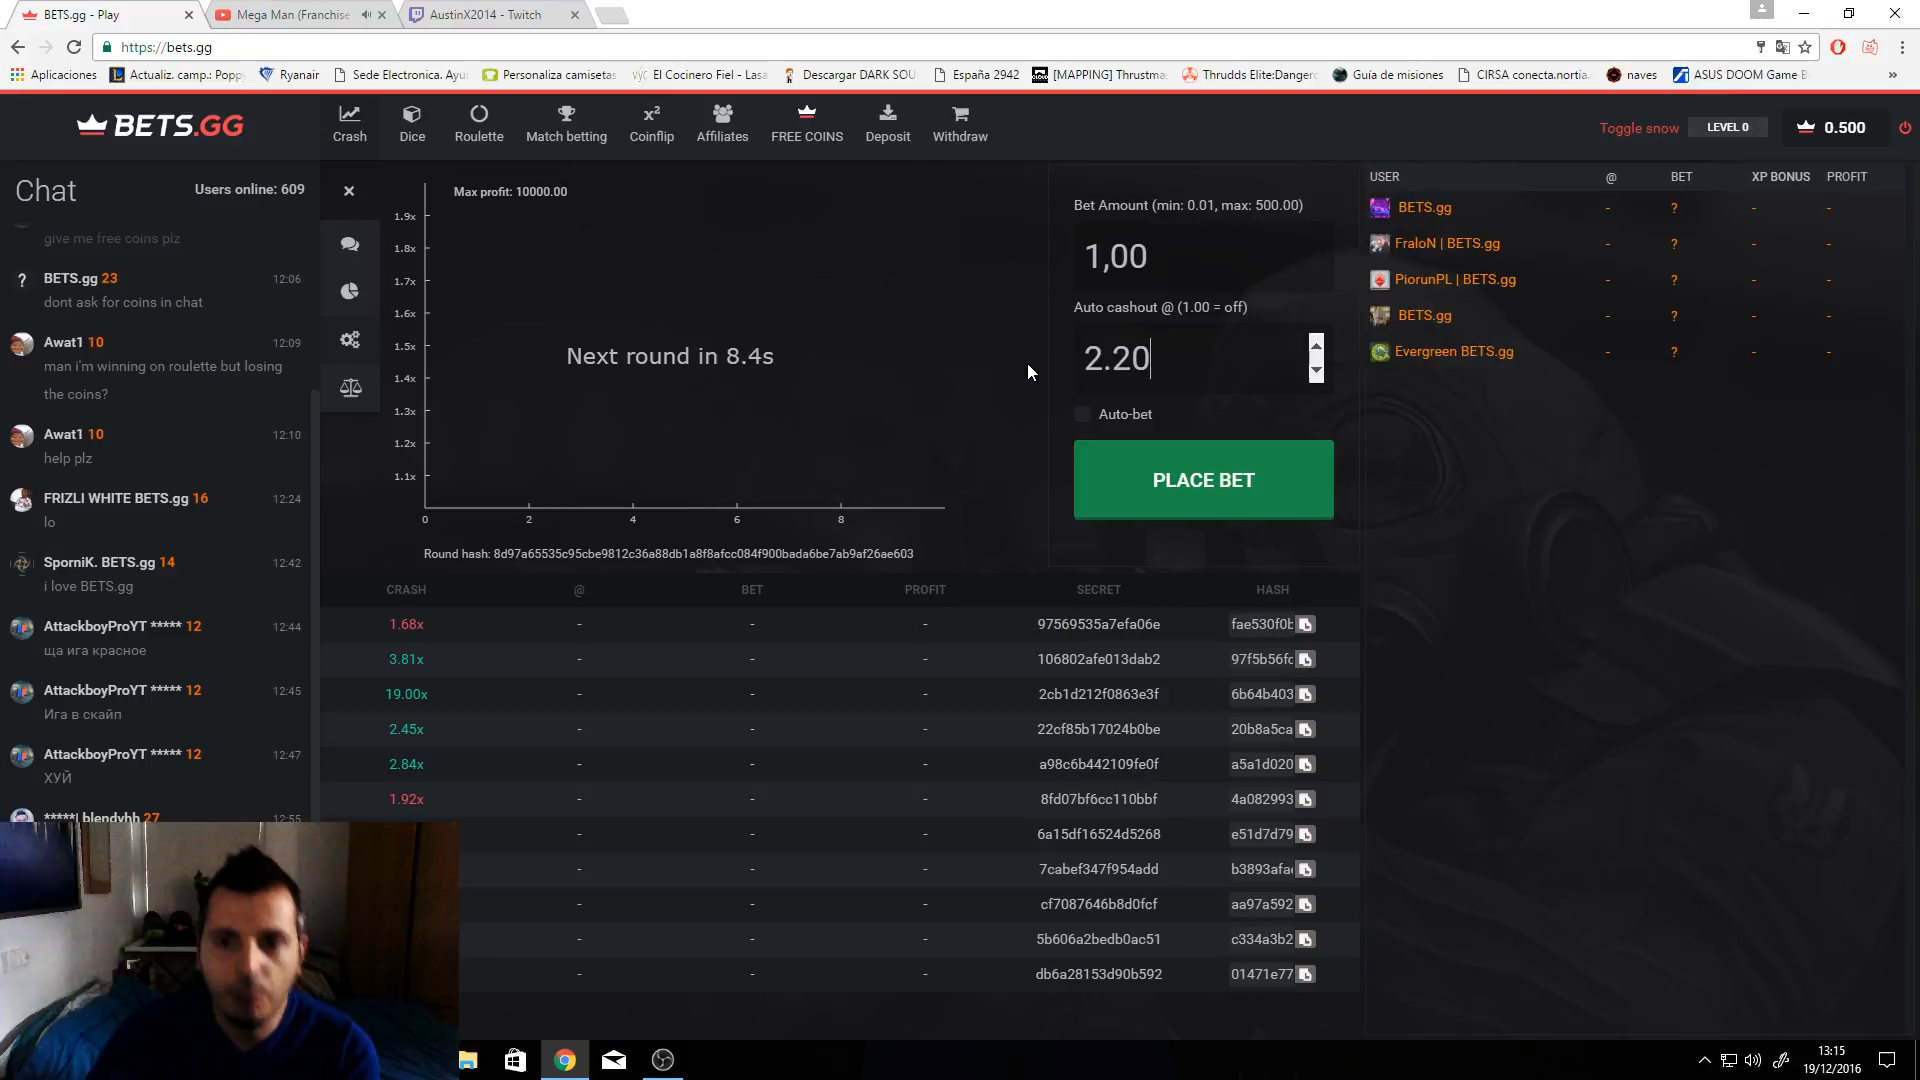 BETS.gg - Play
Mega Man (Franchise
AustinX2014 - Twitch
https://bets.gg
Aplicaciones
Actualiz. camp.: Popp
Ryanair
Sede Electronica. Ayu
Personaliza camisetas
El Cocinero Fiel - Lasa
Descargar DARK SOU
España 2942
[MAPPING] Thrustma
Thrudds Elite:Danger
Guía de misiones
CIRSA conecta.nortia.
naves
ASUS DOOM Game B
»
BETS.GG
Crash
Dice
x²
Roulette
Match betting
Coinflip
Affiliates
FREE COINS
Deposit
Withdraw
Toggle snow
LEVEL 0
0.500
Chat
Users online: 609
give me free coins plz
?
BETS.gg 23
12:06
dont ask for coins in chat
Awat1 10
12:09
man i'm winning on roulette but losing
the coins?
Awat1 10
12:10
help plz
FRIZLI WHITE BETS.gg 16
12:24
lo
SporniK. BETS.gg 14
12:42
i love BETS.gg
AttackboyProYT ***** 12
12:44
ща ига красное
AttackboyProYT ***** 12
12:45
Ига в скайп
AttackboyProYT ***** 12
12:47
ХУЙ
*****| blendyhh 27
12:55
Max profit: 10000.00
1.9x
1.8x
1.7x
1.6x
1.5x
1.4x
1.3x
1.2x
1.1x
Next round in 8.4s
0 2 4 6 8
Round hash: 8d97a65535c95cbe9812c36a88db1a8f8afcc084f900bada6be7ab9af26ae603
Bet Amount (min: 0.01, max: 500.00)
1,00
Auto cashout @ (1.00 = off)
2.20
Auto-bet
PLACE BET
USER @ BET XP BONUS PROFIT
BETS.gg - ? - -
FraloN | BETS.gg - ? - -
PiorunPL | BETS.gg - ? - -
BETS.gg - ? - -
Evergreen BETS.gg - ? - -
CRASH @ BET PROFIT SECRET HASH
1.68x - - - 97569535a7efa06e fae530f0b
3.81x - - - 106802afe013dab2 97f5b56fc
19.00x - - - 2cb1d212f0863e3f 6b64b403
2.45x - - - 22cf85b17024b0be 20b8a5ca
2.84x - - - a98c6b442109fe0f a5a1d020
1.92x - - - 8fd07bf6cc110bbf 4a082993
- - - 6a15df16524d5268 e51d7d79
- - - 7cabef347f954add b3893afa
- - - cf7087646b8d0fcf aa97a592
- - - 5b606a2bedb0ac51 c334a3b2
- - - db6a28153d90b592 01471e77
13:15
19/12/2016